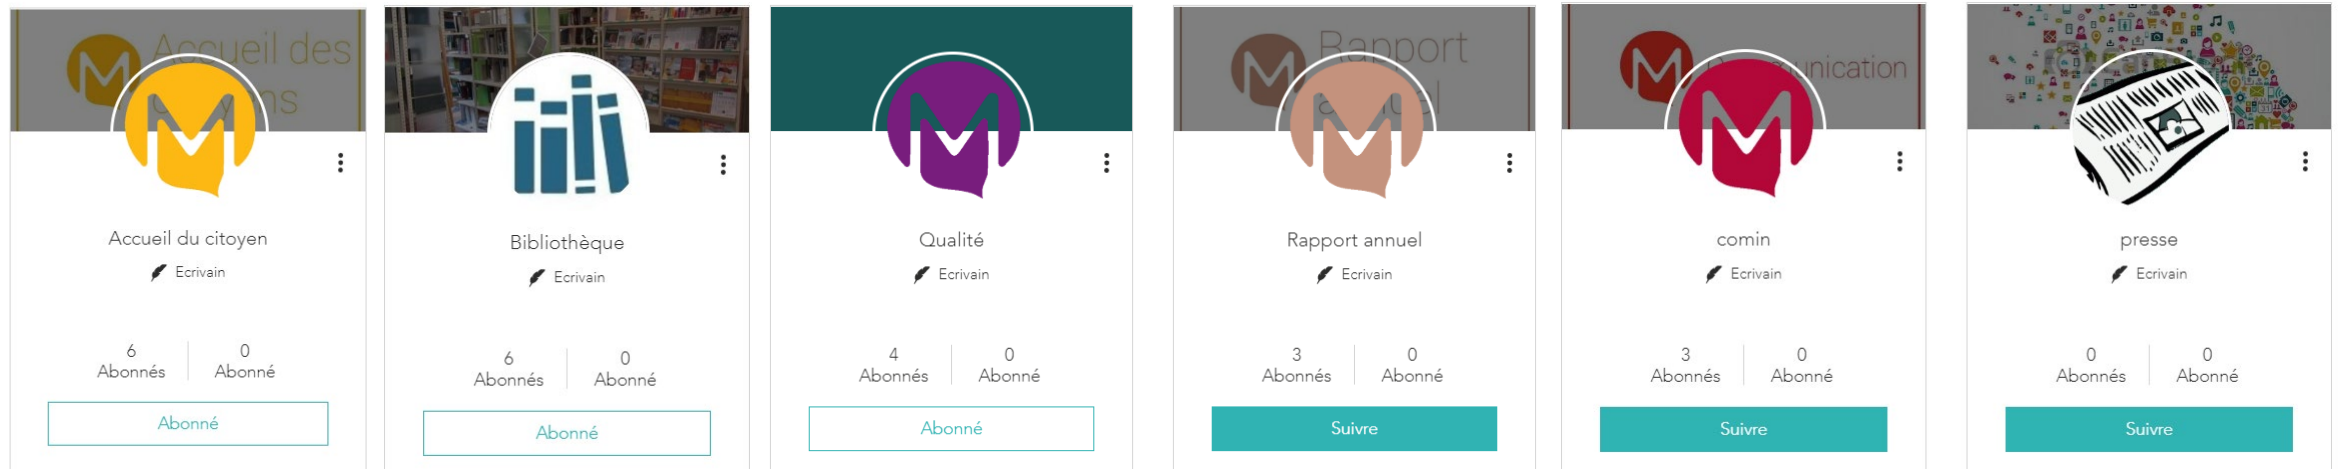 Accueil des
citoyens
Accueil du citoyen
Ecrivain
6
Abonnés
0
Abonné
Abonné
Bibliothèque
Ecrivain
6
Abonnés
0
Abonné
Abonné
Qualité
Ecrivain
4
Abonnés
0
Abonné
Abonné
Rapport
annuel
Rapport annuel
Ecrivain
3
Abonnés
0
Abonné
Suivre
comin
Ecrivain
3
Abonnés
0
Abonné
Suivre
presse
Ecrivain
0
Abonnés
0
Abonné
Suivre